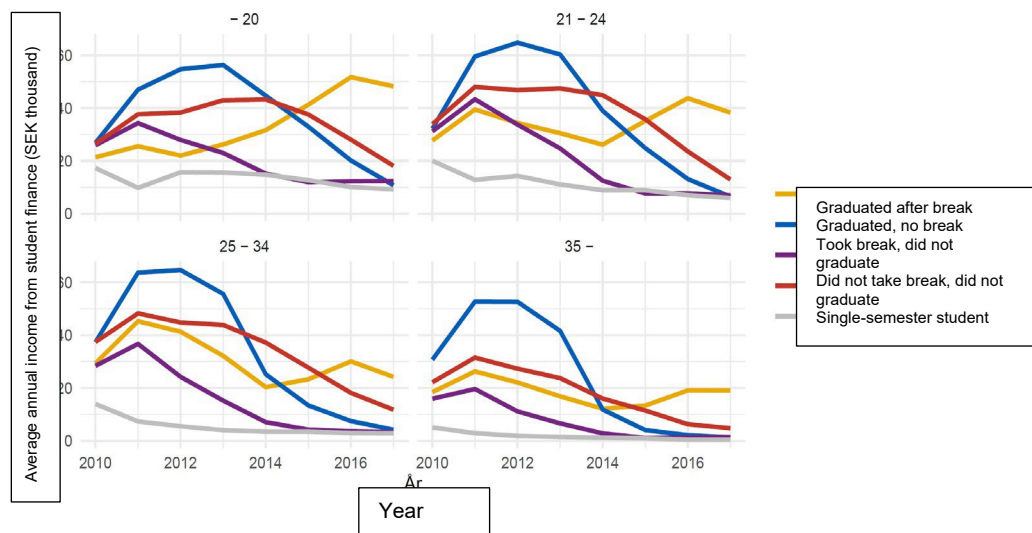 Average annual income from student finance (SEK thousand)
– 20
21 – 24
60
40
20
0
25 – 34
35 –
60
40
20
0
2010
2012
2014
2016
2010
2012
2014
2016
År
Year
Graduated after break
Graduated, no break
Took break, did not
graduate
Did not take break, did not
graduate
Single-semester student